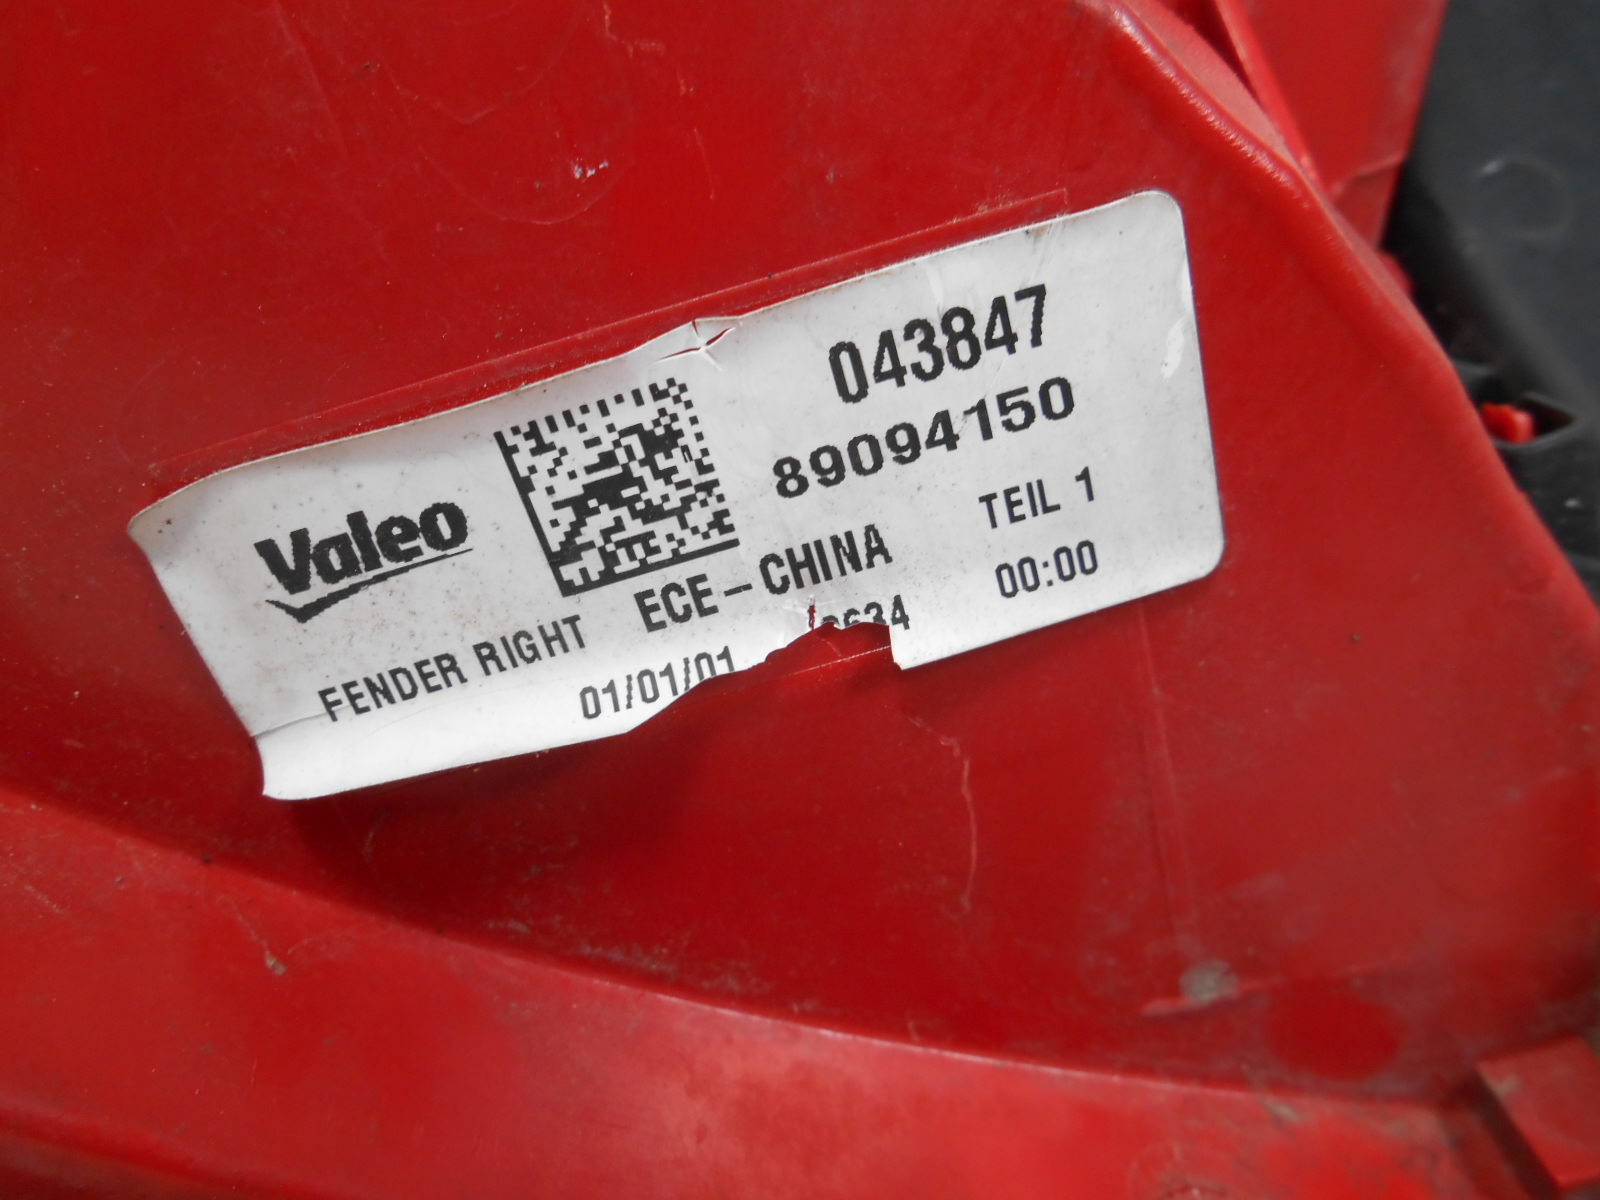 043847
89094150
Valeo
ECE-CHINA TEIL 1
FENDER RIGHT
01/01/01 00:00